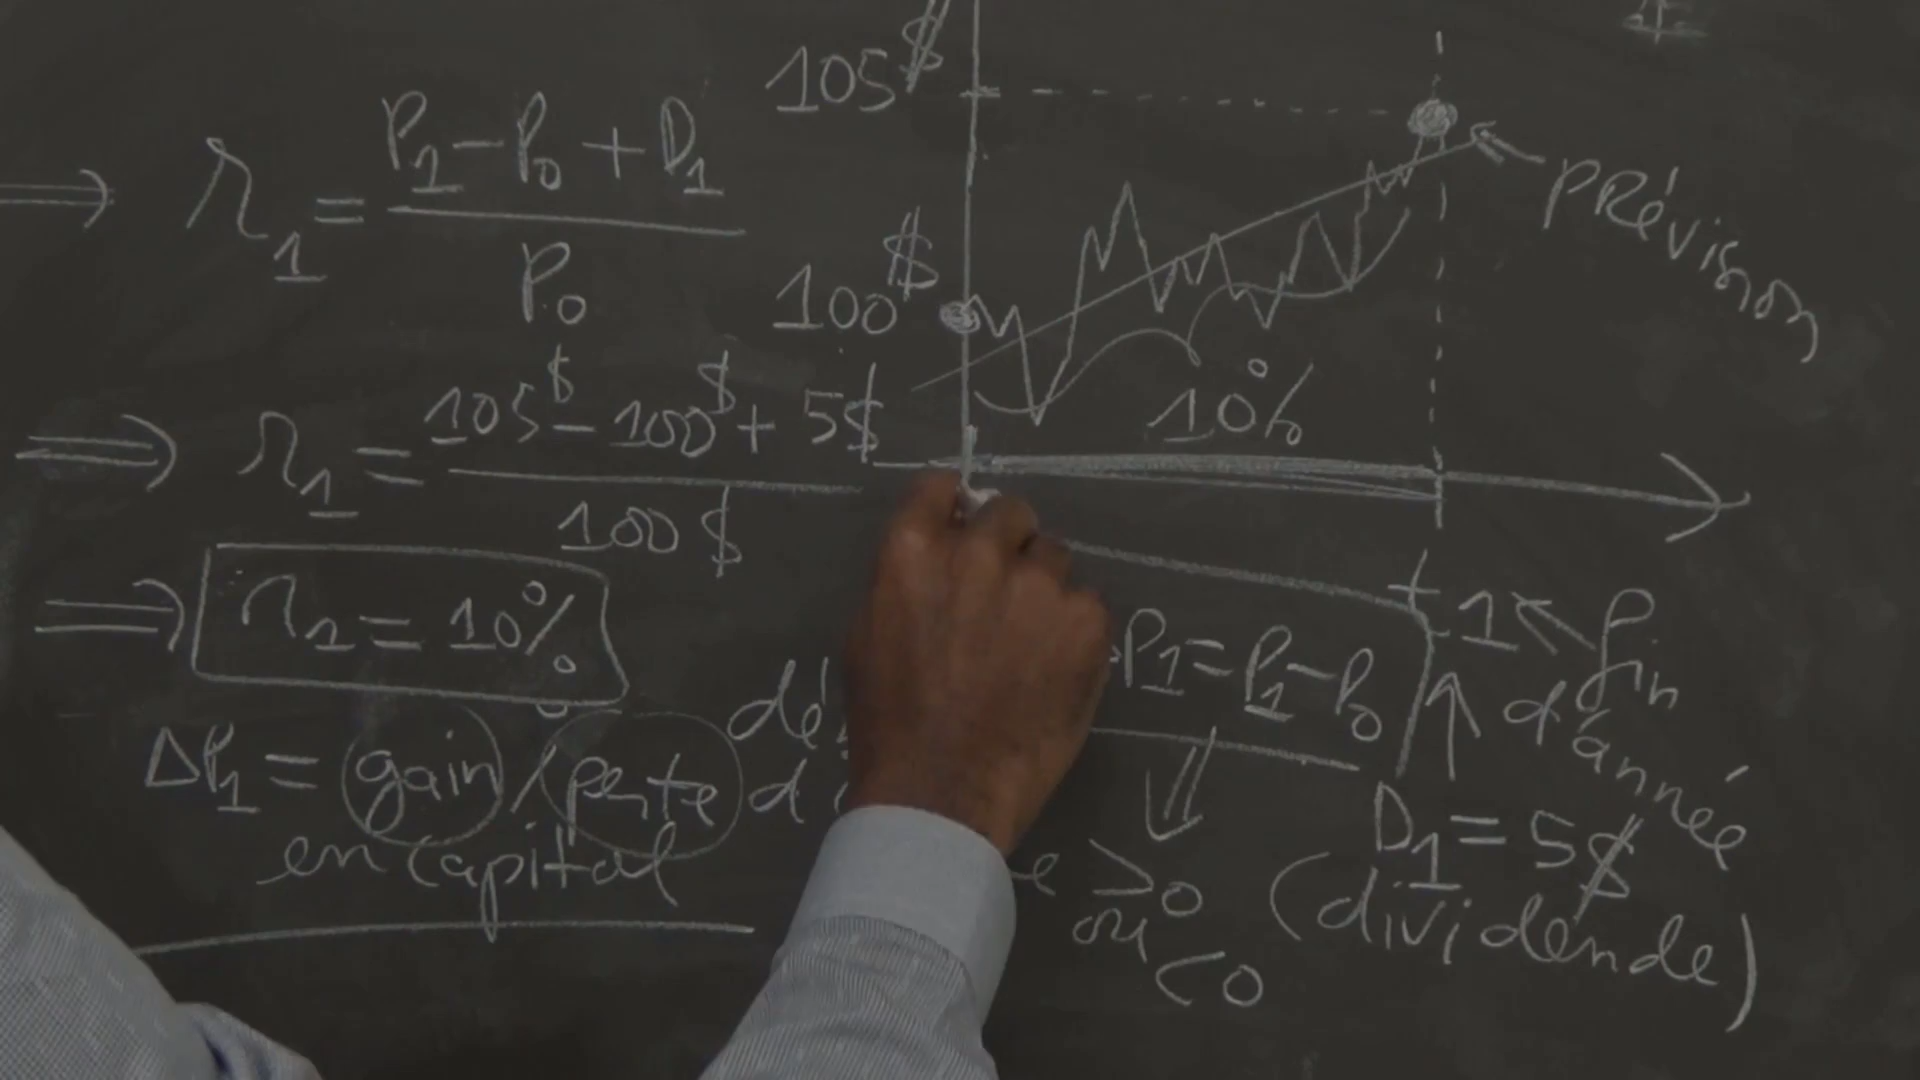 ⇒ r₁ = (P₁ - P₀ + D₁) / P₀
⇒ r₁ = (105$ - 100$ + 5$) / 100$
⇒ r₁ = 10%
ΔP₁ = gain / perte
en capital
105$
100$
10%
PRévision
1
fin
d'année
P₁ = P₁ - P₀
⇓
>0
ou
<0
D₁ = 5$
(dividende)